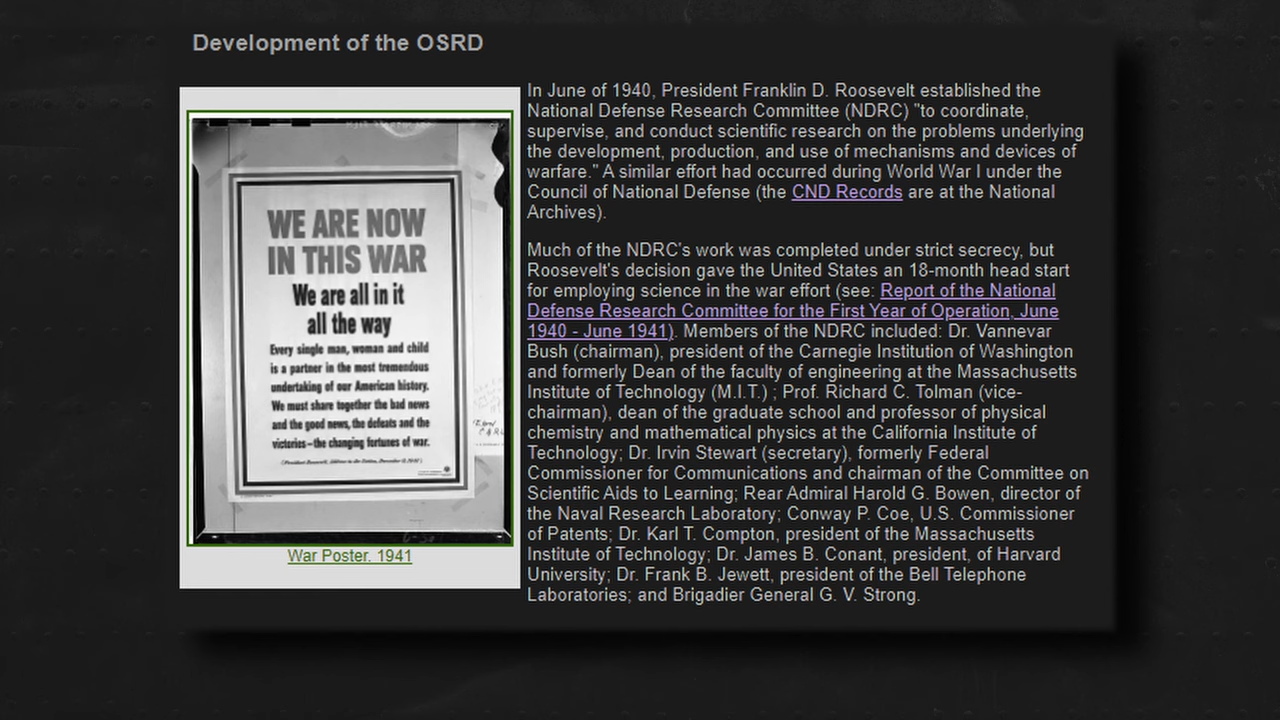 Development of the OSRD
WE ARE NOW
IN THIS WAR
We are all in it
all the way
Every single man, woman and child
is a partner in the most tremendous
undertaking of our American history.
We must share together the bad news
and the good news, the defeats and the
victories—the changing fortunes of war.
War Poster. 1941
In June of 1940, President Franklin D. Roosevelt established the
National Defense Research Committee (NDRC) "to coordinate,
supervise, and conduct scientific research on the problems underlying
the development, production, and use of mechanisms and devices of
warfare." A similar effort had occurred during World War I under the
Council of National Defense (the CND Records are at the National
Archives).
Much of the NDRC's work was completed under strict secrecy, but
Roosevelt's decision gave the United States an 18-month head start
for employing science in the war effort (see: Report of the National
Defense Research Committee for the First Year of Operation, June
1940 - June 1941). Members of the NDRC included: Dr. Vannevar
Bush (chairman), president of the Carnegie Institution of Washington
and formerly Dean of the faculty of engineering at the Massachusetts
Institute of Technology (M.I.T.) ; Prof. Richard C. Tolman (vice-
chairman), dean of the graduate school and professor of physical
chemistry and mathematical physics at the California Institute of
Technology; Dr. Irvin Stewart (secretary), formerly Federal
Commissioner for Communications and chairman of the Committee on
Scientific Aids to Learning; Rear Admiral Harold G. Bowen, director of
the Naval Research Laboratory; Conway P. Coe, U.S. Commissioner
of Patents; Dr. Karl T. Compton, president of the Massachusetts
Institute of Technology; Dr. James B. Conant, president, of Harvard
University; Dr. Frank B. Jewett, president of the Bell Telephone
Laboratories; and Brigadier General G. V. Strong.